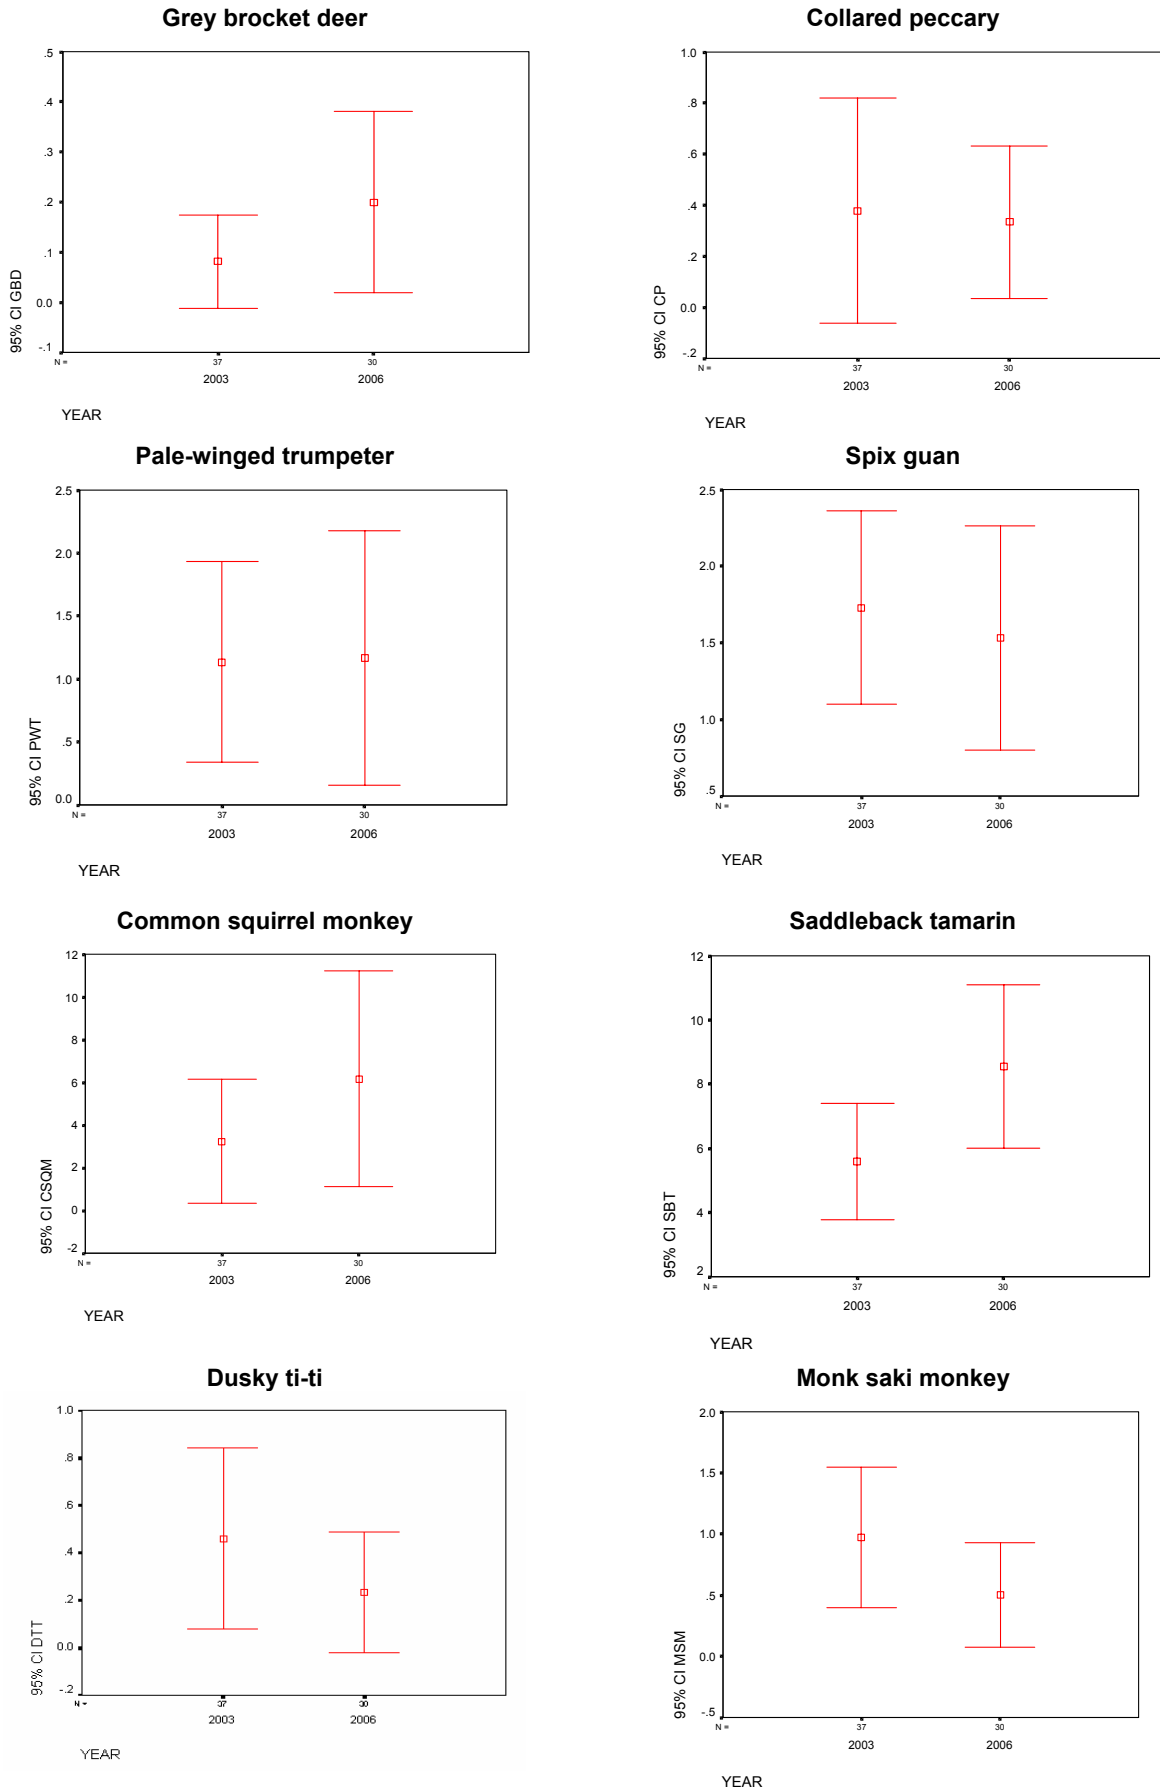 Grey brocket deer
.5
.4
.3
.2
.1
0.0
-.1
95% CI GBD
N =
37
30
2003
2006
YEAR
Collared peccary
1.0
.8
.6
.4
.2
0.0
-.2
95% CI CP
N =
37
30
2003
2006
YEAR
Pale-winged trumpeter
2.5
2.0
1.5
1.0
.5
0.0
95% CI PWT
N =
37
30
2003
2006
YEAR
Spix guan
2.5
2.0
1.5
1.0
.5
95% CI SG
N =
37
30
2003
2006
YEAR
Common squirrel monkey
12
10
8
6
4
2
0
-2
95% CI CSQM
N =
37
30
2003
2006
YEAR
Saddleback tamarin
12
10
8
6
4
2
95% CI SBT
N =
37
30
2003
2006
YEAR
Dusky ti-ti
1.0
.8
.6
.4
.2
0.0
-.2
95% CI DTT
N =
37
30
2003
2006
YEAR
Monk saki monkey
2.0
1.5
1.0
.5
0.0
-.5
95% CI MSM
N =
37
30
2003
2006
YEAR